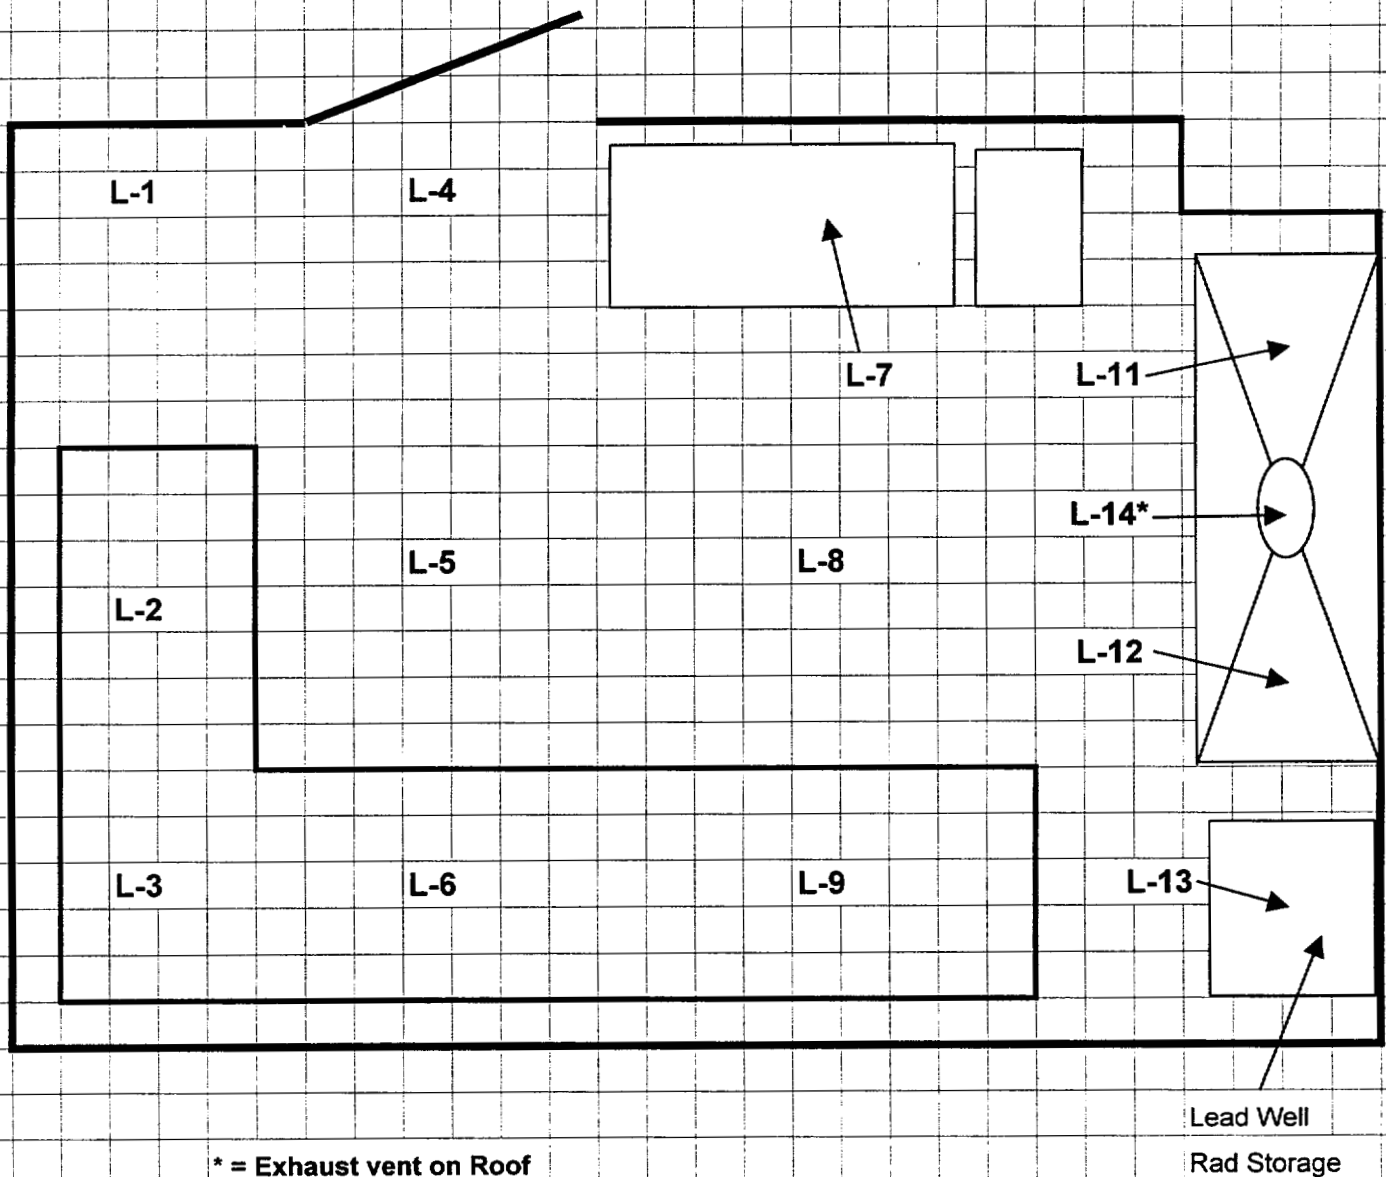 L-1
L-4
L-7
L-11
L-14*
L-5
L-8
L-2
L-12
L-3
L-6
L-9
L-13
Lead Well
Rad Storage
* = Exhaust vent on Roof